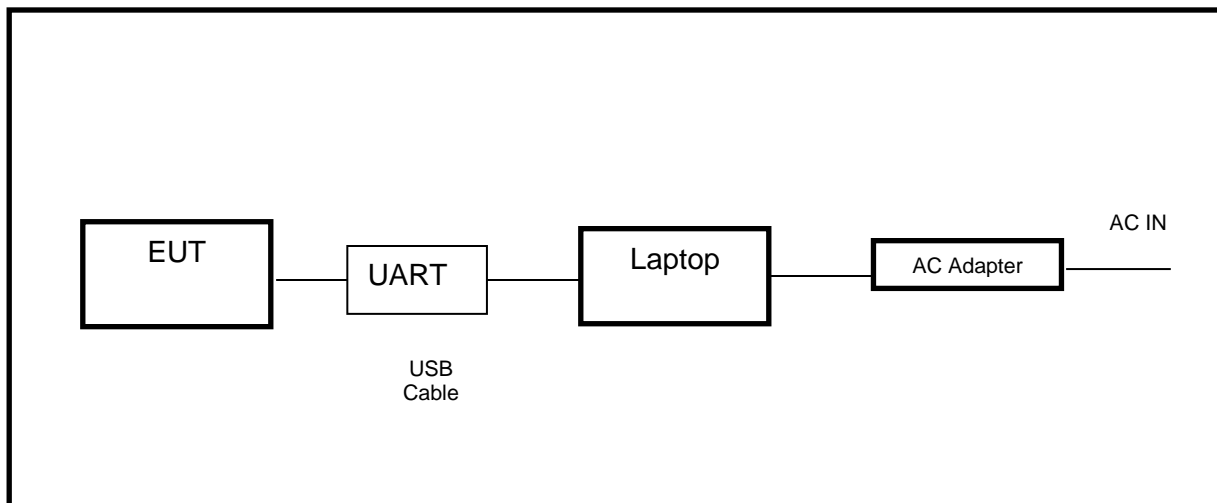 EUT
UART
Laptop
AC Adapter
AC IN
USB
Cable